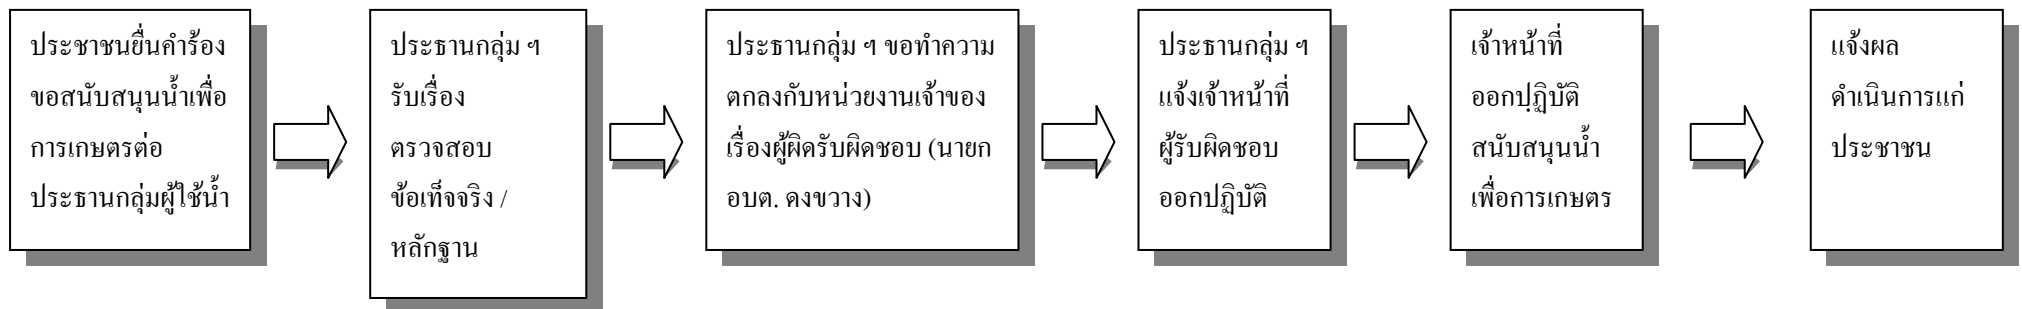 ประชาชนยื่นคำร้อง
ขอสนับสนุนน้ำเพื่อ
การเกษตรต่อ
ประธานกลุ่มผู้ใช้น้ำ
ประธานกลุ่ม ฯ
รับเรื่อง
ตรวจสอบ
ข้อเท็จจริง /
หลักฐาน
ประธานกลุ่ม ฯ ขอทำความ
ตกลงกับหน่วยงานเจ้าของ
เรื่องผู้ผิดรับผิดชอบ (นายก
อบต. ดงขวาง)
ประธานกลุ่ม ฯ
แจ้งเจ้าหน้าที่
ผู้รับผิดชอบ
ออกปฏิบัติ
เจ้าหน้าที่
ออกปฺฏิบัติ
สนับสนุนน้ำ
เพื่อการเกษตร
แจ้งผล
ดำเนินการแก่
ประชาชน